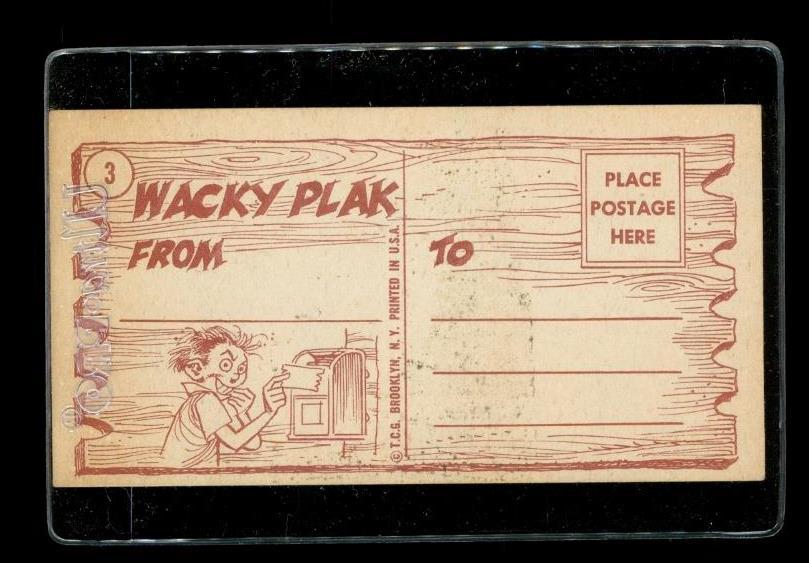 3
WACKY PLAK
FROM
© T.C.G. BROOKLYN, N. Y. PRINTED IN U.S.A.
TO
PLACE
POSTAGE
HERE